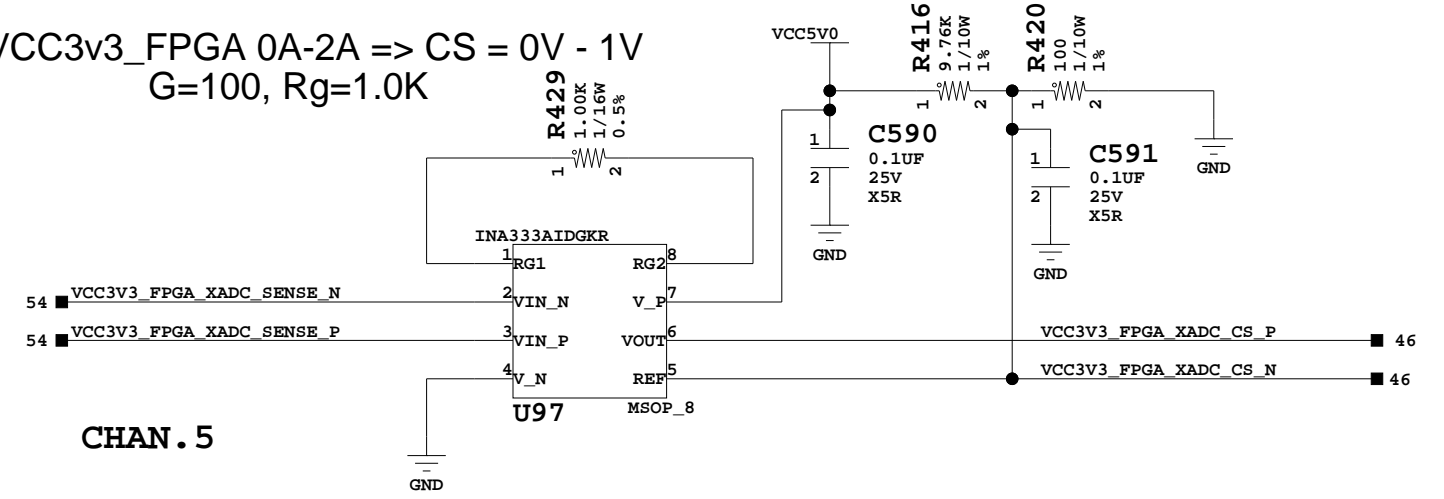 VCC3v3_FPGA 0A-2A => CS = 0V - 1V
G=100, Rg=1.0K
R429
1.00K
1/16W
0.5%
1
2
VCC5V0
R416
9.76K
1/10W
1%
1
2
R420
100
1/10W
1%
1
2
1
2
C590
0.1UF
25V
X5R
GND
1
2
C591
0.1UF
25V
X5R
GND
GND
INA333AIDGKR
1
RG1
RG2
8
54
VCC3V3_FPGA_XADC_SENSE_N
2
VIN_N
V_P
7
54
VCC3V3_FPGA_XADC_SENSE_P
3
VIN_P
VOUT
6
VCC3V3_FPGA_XADC_CS_P
46
4
V_N
REF
5
VCC3V3_FPGA_XADC_CS_N
46
U97
MSOP_8
CHAN.5
GND